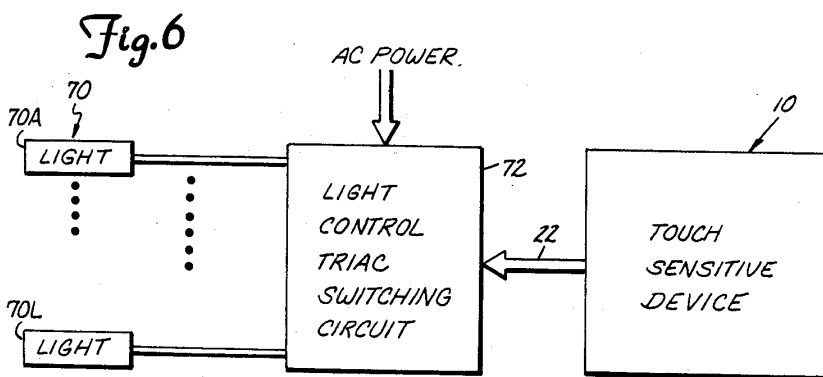 Fig.6
AC POWER.
70
10
70A
LIGHT
72
LIGHT
CONTROL
TRIAC
SWITCHING
CIRCUIT
22
TOUCH
SENSITIVE
DEVICE
70L
LIGHT